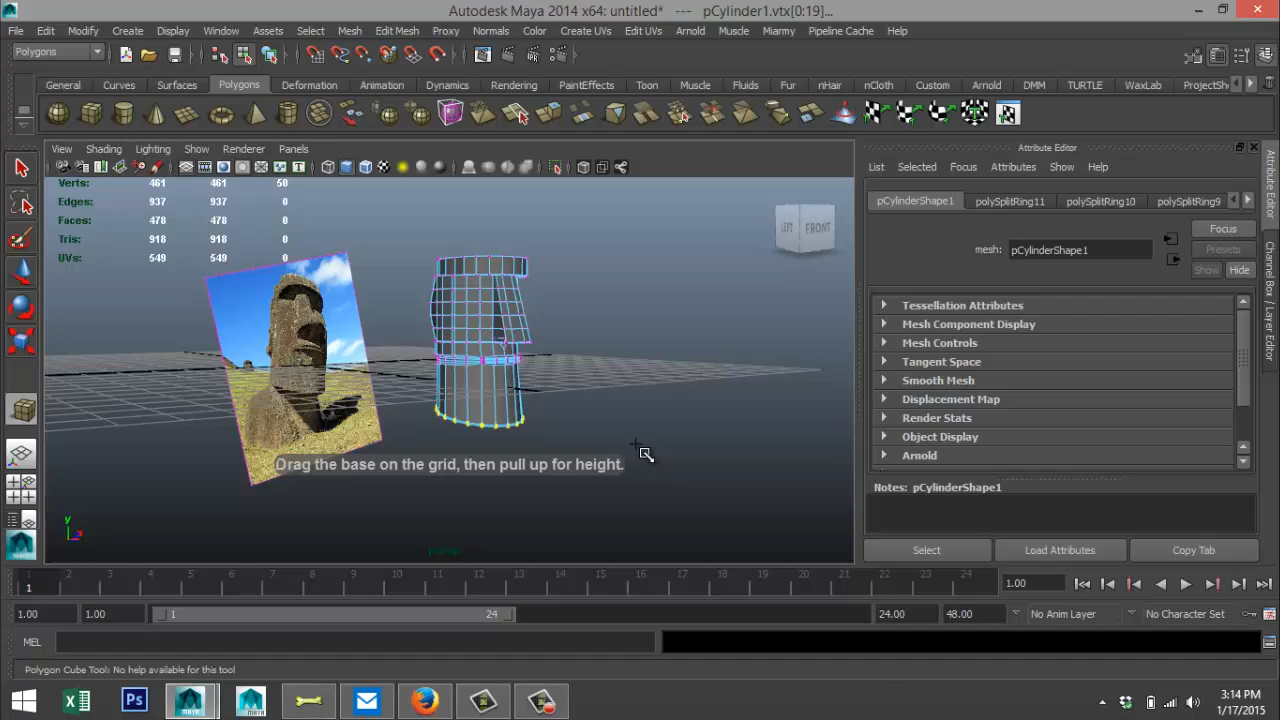 Autodesk Maya 2014 x64: untitled* --- pCylinder1.vtx[0:19]...
File Edit Modify Create Display Window Assets Select Mesh Edit Mesh Proxy Normals Color Create UVs Edit UVs Arnold Muscle Miarmy Pipeline Cache Help
Polygons
General Curves Surfaces Polygons Deformation Animation Dynamics Rendering PaintEffects Toon Muscle Fluids Fur nHair nCloth Custom Arnold DMM TURTLE WaxLab ProjectSh
View Shading Lighting Show Renderer Panels
Verts: 461 461 50
Edges: 937 937 0
Faces: 478 478 0
Tris: 918 918 0
UVs: 549 549 0
LEFT FRONT
Drag the base on the grid, then pull up for height.
y
z
persp
Attribute Editor
List Selected Focus Attributes Show Help
pCylinderShape1 polySplitRing11 polySplitRing10 polySplitRing9
Focus
mesh: pCylinderShape1
Presets
Show Hide
Tessellation Attributes
Mesh Component Display
Mesh Controls
Tangent Space
Smooth Mesh
Displacement Map
Render Stats
Object Display
Arnold
Notes: pCylinderShape1
Select Load Attributes Copy Tab
Attribute Editor
Channel Box / Layer Editor
1 2 3 4 5 6 7 8 9 10 11 12 13 14 15 16 17 18 19 20 21 22 23 24
1 1.00
1.00 1.00 1 24 24.00 48.00 No Anim Layer No Character Set
MEL
Polygon Cube Tool: No help available for this tool
Ps
3:14 PM
1/17/2015